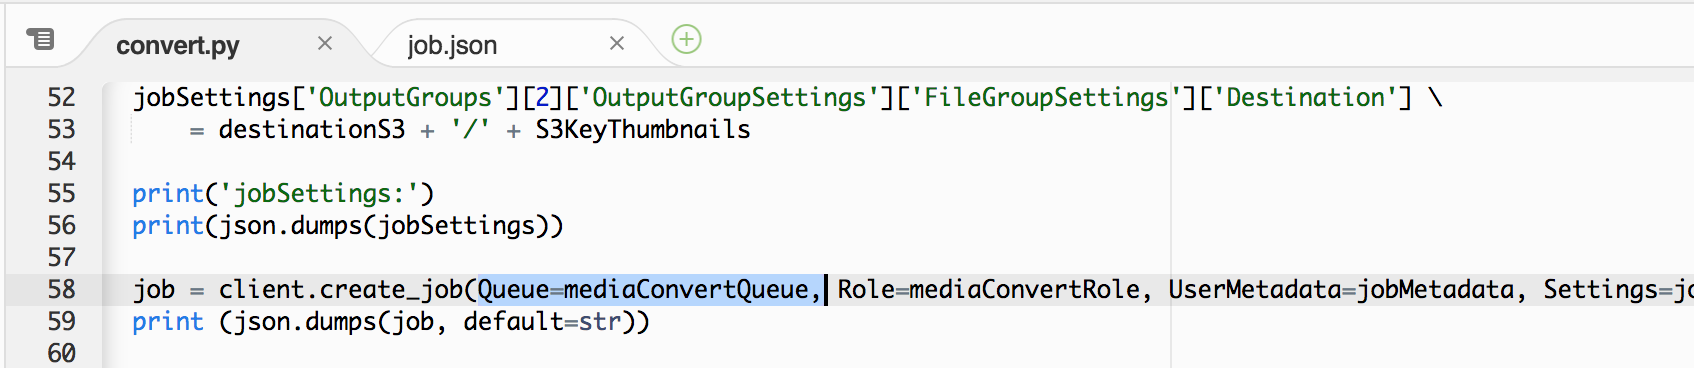 convert.py × job.json ×
52 jobSettings['OutputGroups'][2]['OutputGroupSettings']['FileGroupSettings']['Destination'] \
53     = destinationS3 + '/' + S3KeyThumbnails
54
55 print('jobSettings:')
56 print(json.dumps(jobSettings))
57
58 job = client.create_job(Queue=mediaConvertQueue, Role=mediaConvertRole, UserMetadata=jobMetadata, Settings=
59 print (json.dumps(job, default=str))
60